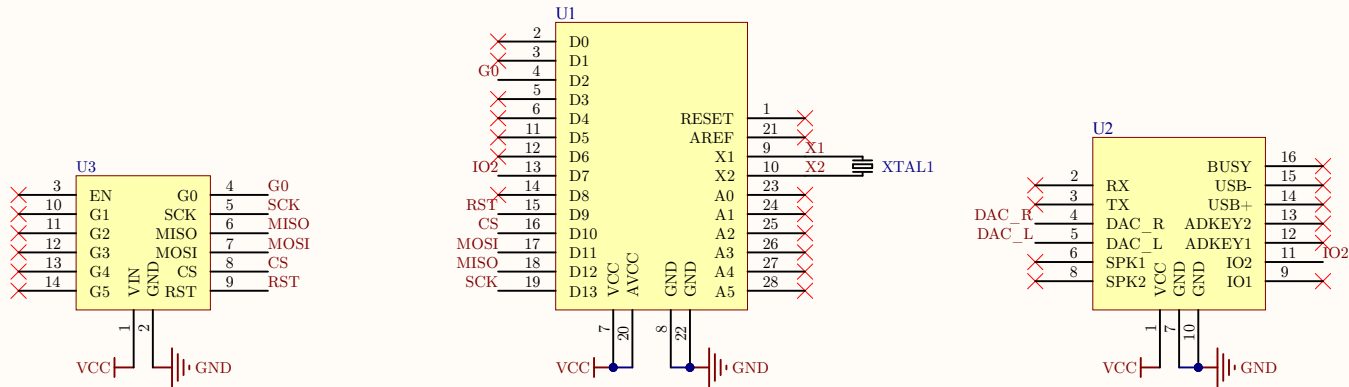 U3
3 EN G0 4 G0
10 G1 SCK 5 SCK
11 G2 MISO 6 MISO
12 G3 MOSI 7 MOSI
13 G4 CS 8 CS
14 G5 RST 9 RST
VIN GND
1 2
VCC GND
U1
2 D0
3 D1
G0 4 D2
5 D3
6 D4 RESET 1
11 D5 AREF 21
12 D6 X1 9 X1
IO2 13 D7 X2 10 X2 XTAL1
14 D8 A0 23
RST 15 D9 A1 24
CS 16 D10 A2 25
MOSI 17 D11 A3 26
MISO 18 D12 A4 27
SCK 19 D13 A5 28
VCC AVCC GND GND
7 20 8 22
VCC GND
U2
BUSY 16
2 RX USB- 15
3 TX USB+ 14
DAC_R 4 DAC_R ADKEY2 13
DAC_L 5 DAC_L ADKEY1 12
6 SPK1 IO2 11 IO2
8 SPK2 IO1 9
VCC GND GND
1 7 10
VCC GND